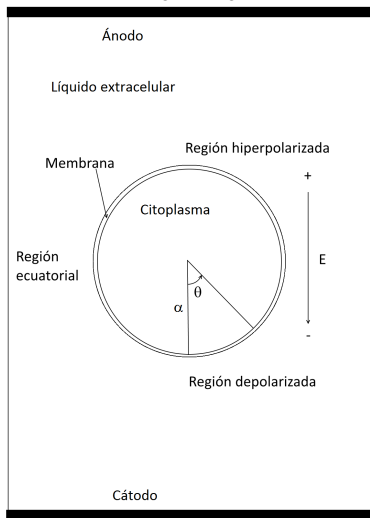 Ánodo
Líquido extracelular
Región hiperpolarizada
Membrana
+
Citoplasma
Región
ecuatorial
E
θ
α
-
Región depolarizada
Cátodo